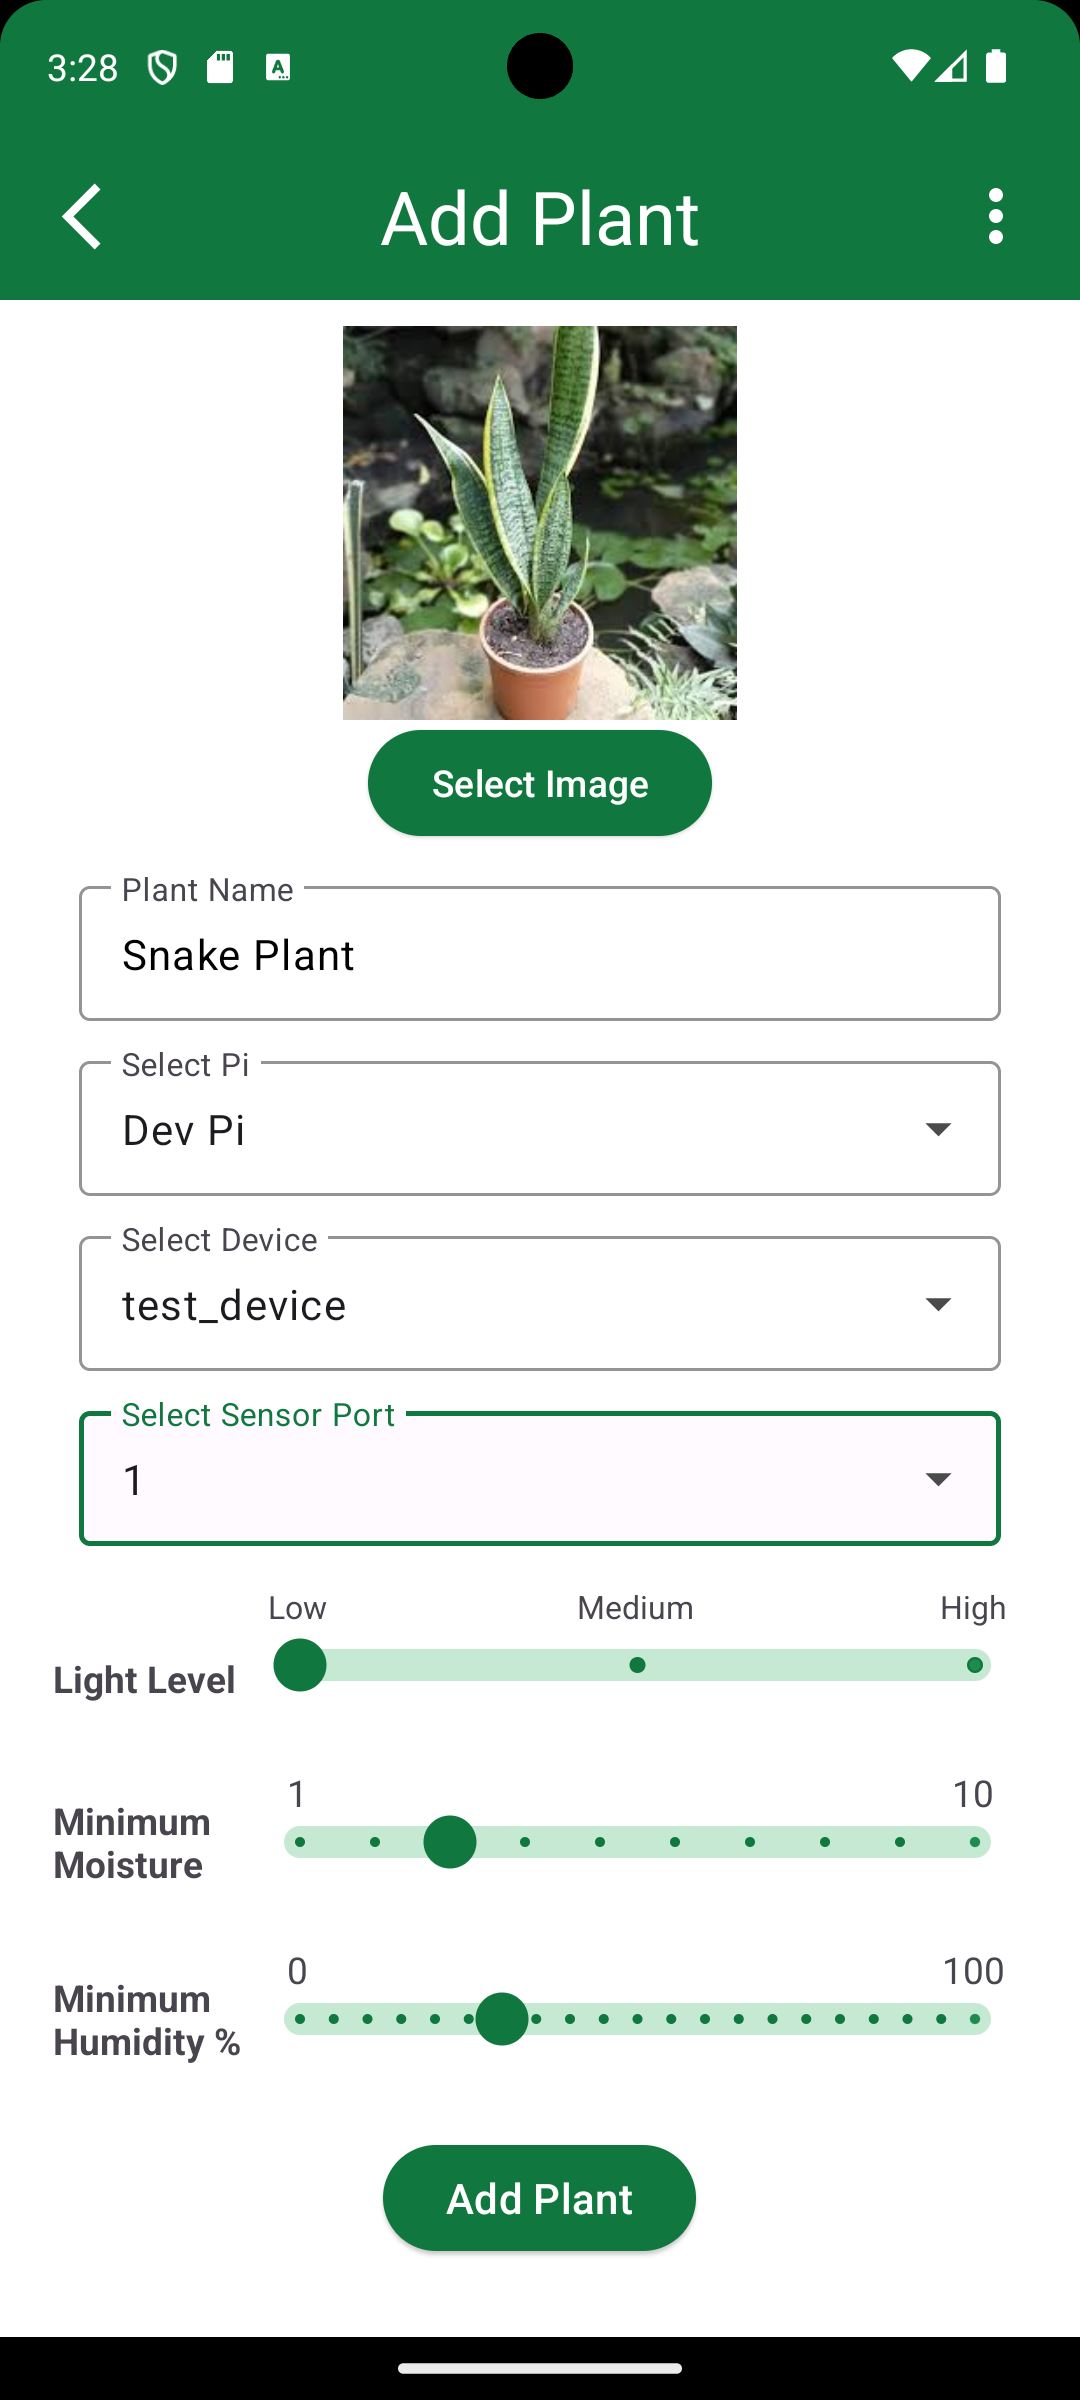 3:28
Add Plant
Select Image
Plant Name
Snake Plant
Select Pi
Dev Pi
Select Device
test_device
Select Sensor Port
1
Low Medium High
Light Level
1 10
Minimum
Moisture
0 100
Minimum
Humidity %
Add Plant